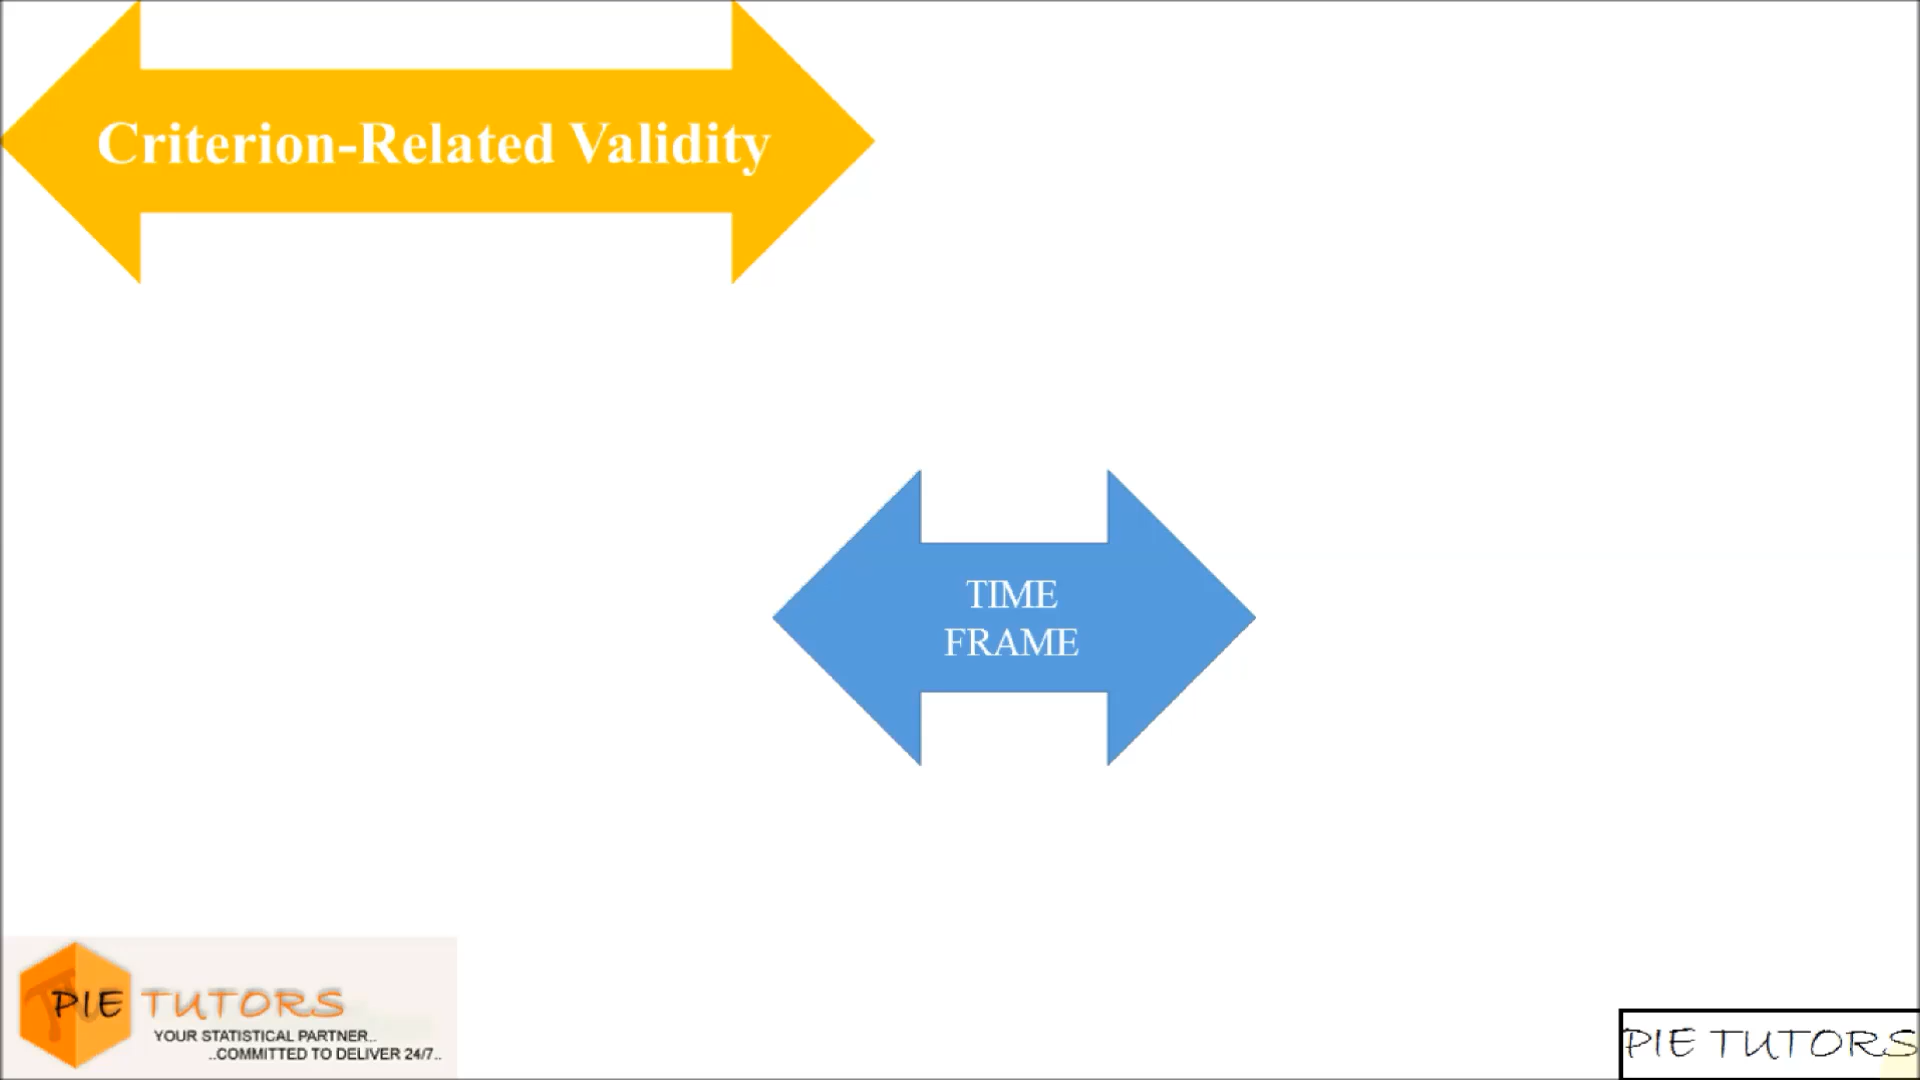 Criterion-Related Validity
TIME
FRAME
PIE TUTORS
YOUR STATISTICAL PARTNER..
..COMMITTED TO DELIVER 24/7..
PIE TUTORS